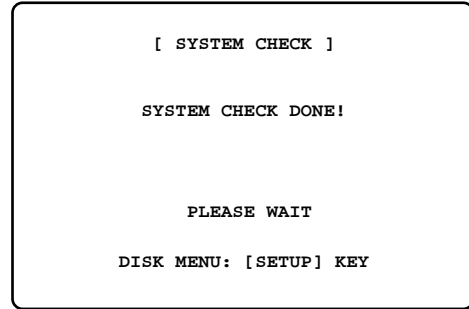 [ SYSTEM CHECK ]
SYSTEM CHECK DONE!
PLEASE WAIT
DISK MENU: [SETUP] KEY